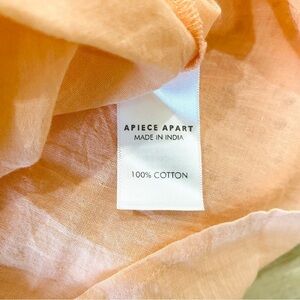 APIECE APART
MADE IN INDIA
100% COTTON